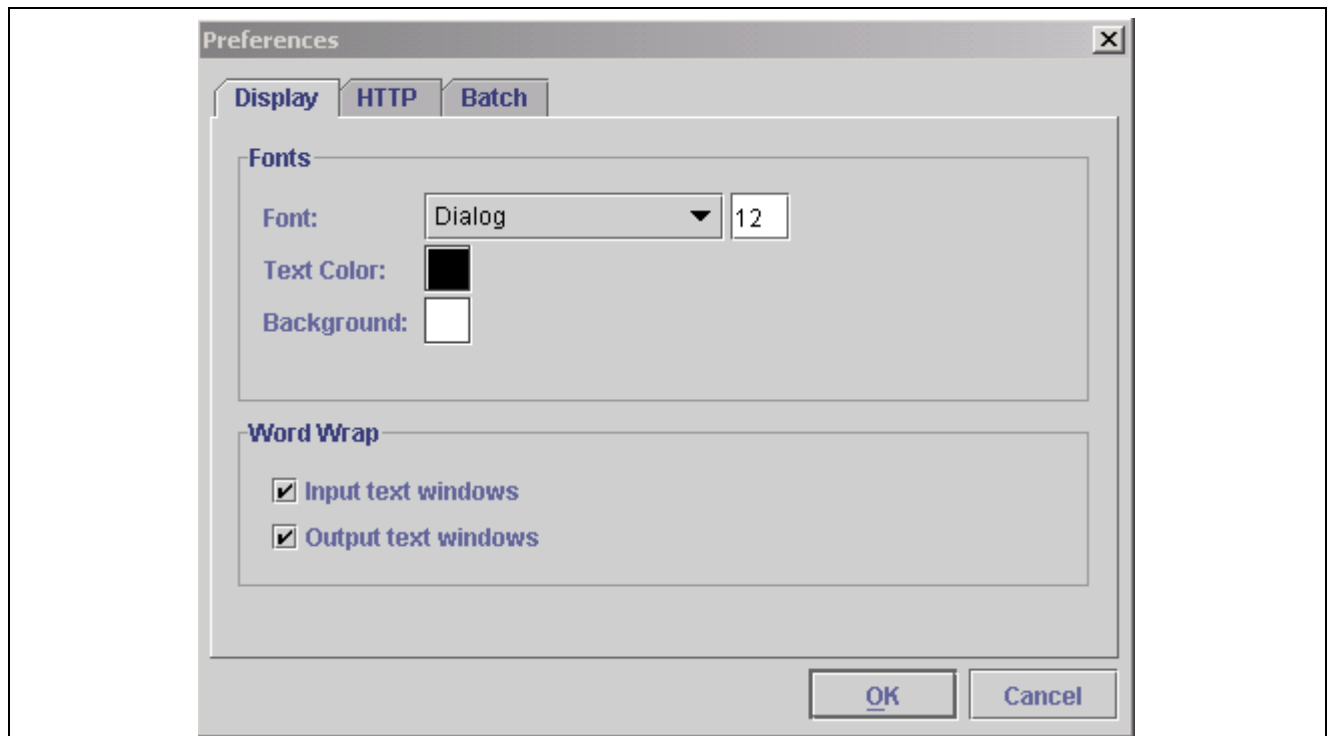 Preferences
Display HTTP Batch
Fonts
Font: Dialog 12
Text Color:
Background:
Word Wrap
Input text windows
Output text windows
OK Cancel